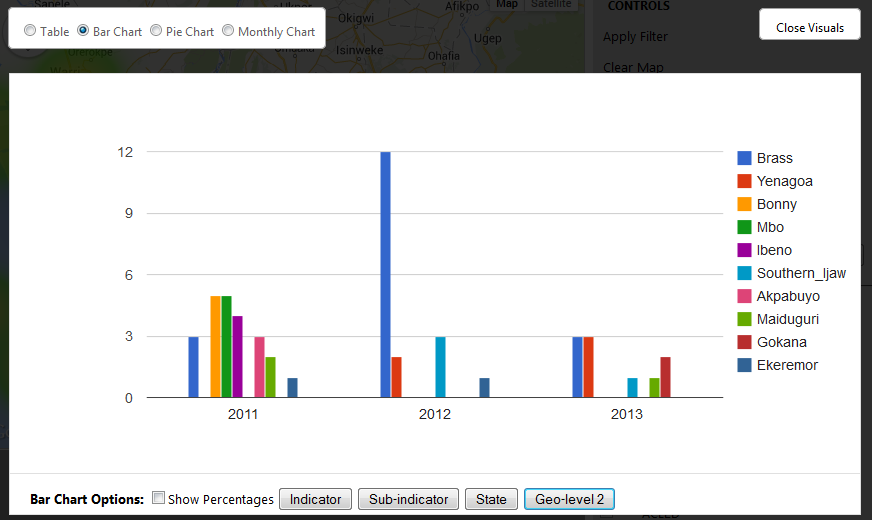 Table Bar Chart Pie Chart Monthly Chart
Okigwi
Afikpo
Map Satellite
CONTROLS
Close Visuals
Ugep
Apply Filter
Isinweke
Ohafia
Clear Map
12
9
6
3
0
2011 2012 2013
Brass
Yenagoa
Bonny
Mbo
Ibeno
Southern_Ijaw
Akpabuyo
Maiduguri
Gokana
Ekeremor
Bar Chart Options: Show Percentages Indicator Sub-indicator State Geo-level 2